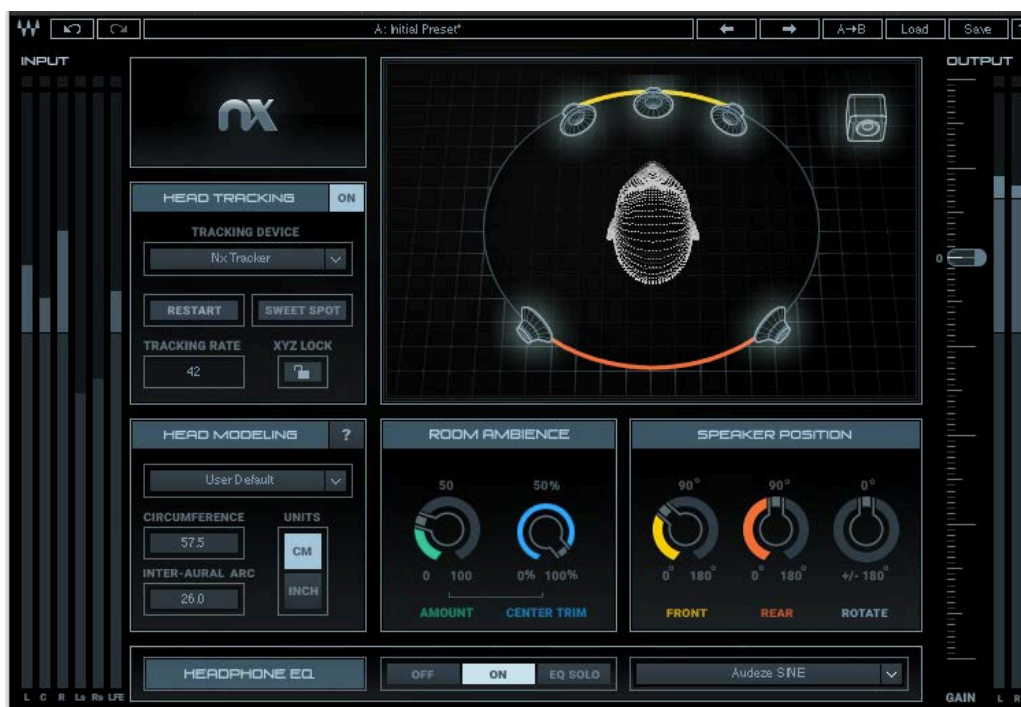 A: Initial Preset*
A→B
Load
Save
INPUT
OUTPUT
nx
HEAD TRACKING
ON
TRACKING DEVICE
Nx Tracker
RESTART
SWEET SPOT
TRACKING RATE
XYZ LOCK
42
0
HEAD MODELING
?
User Default
CIRCUMFERENCE
UNITS
57.5
CM
INTER-AURAL ARC
26.0
INCH
ROOM AMBIENCE
50
50%
0 100
0% 100%
AMOUNT
CENTER TRIM
SPEAKER POSITION
90°
90°
0°
0° 180°
0° 180°
+/- 180°
FRONT
REAR
ROTATE
HEADPHONE EQ
OFF
ON
EQ SOLO
Audeze SINE
L C R Ls Rs LFE
GAIN
L R